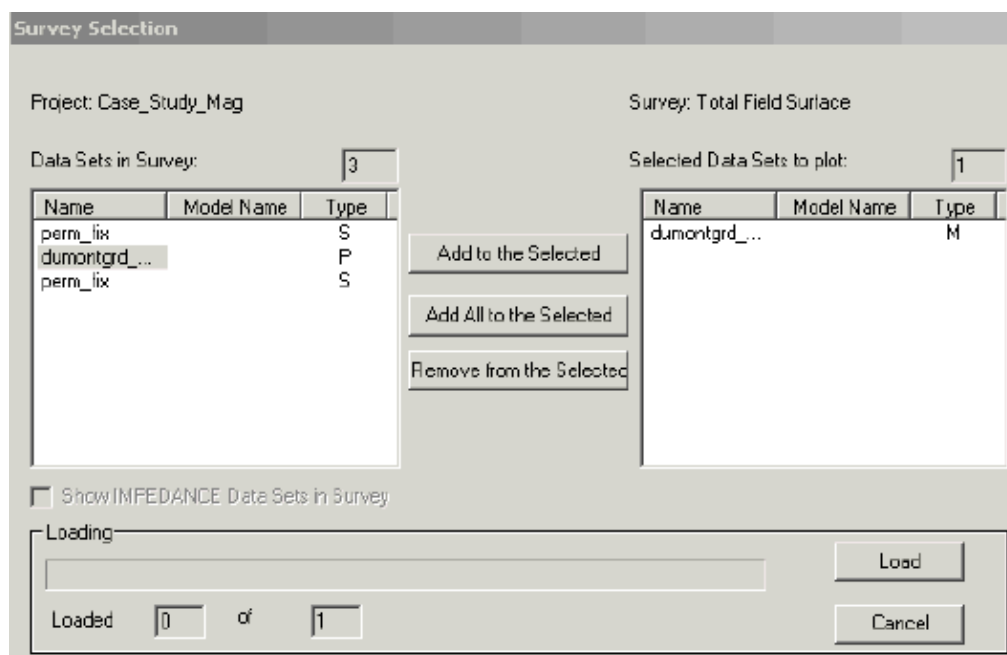 Survey Selection
Project: Case_Study_Mag
Survey: Total Field Surface
Data Sets in Survey:
3
Selected Data Sets to plot:
1
Name Model Name Type
perm_fix S
dumontgrd_... P
perm_fix S
Add to the Selected
Add All to the Selected
Remove from the Selected
Name Model Name Type
dumontgrd_... M
Show IMPEDANCE Data Sets in Survey
Loading
Load
Loaded 0 of 1
Cancel